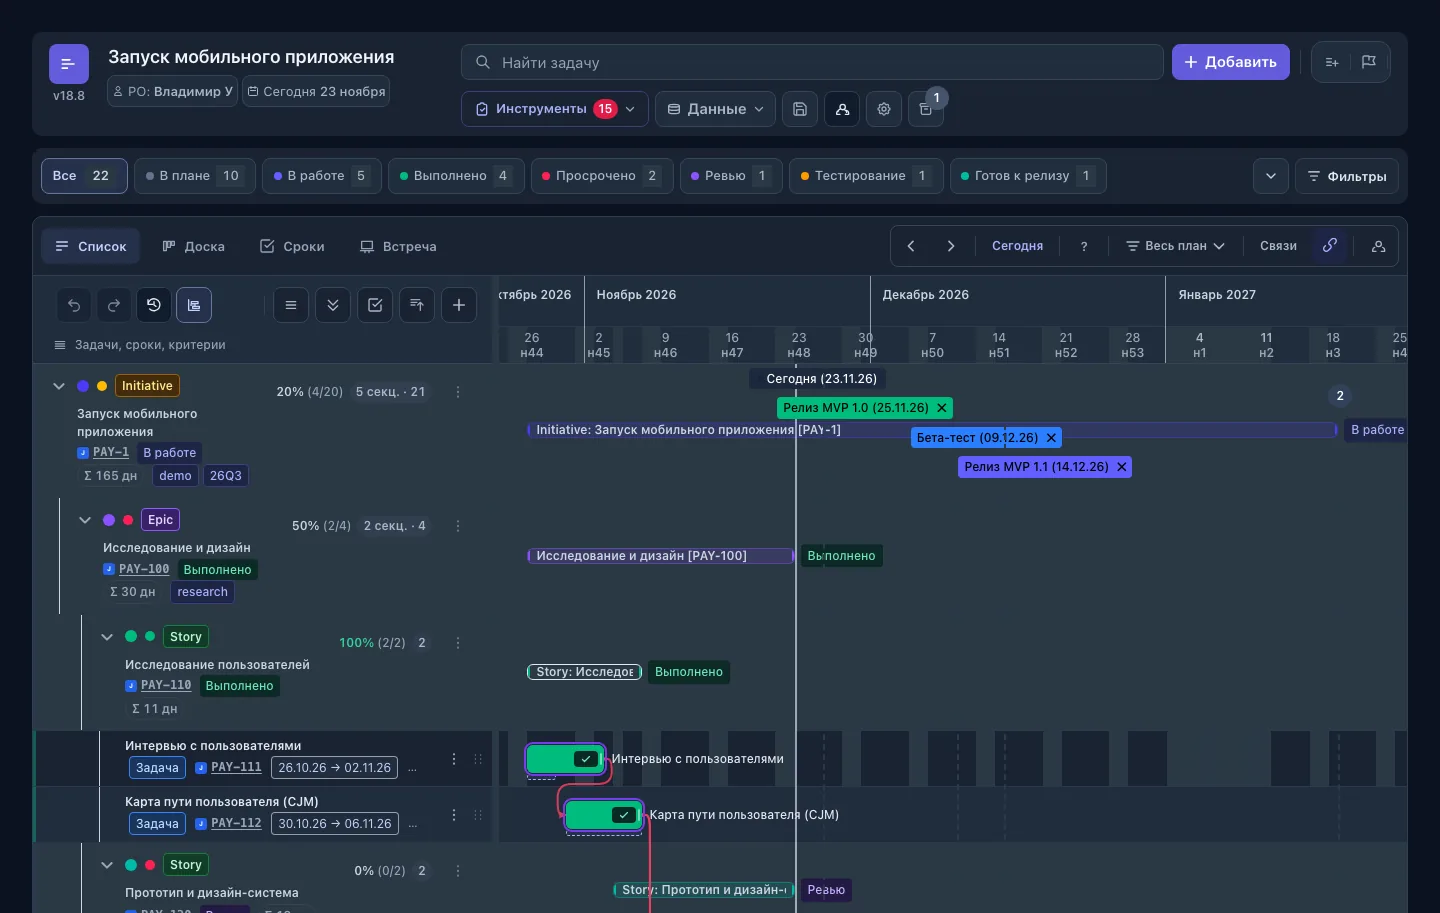 Запуск мобильного приложения
v18.8
PO: Владимир У
Сегодня 23 ноября
Найти задачу
Добавить
Инструменты 15
Данные
1
Все 22
В плане 10
В работе 5
Выполнено 4
Просрочено 2
Ревью 1
Тестирование 1
Готов к релизу 1
Фильтры
Список
Доска
Сроки
Встреча
Сегодня
?
Весь план
Связи
Задачи, сроки, критерии
ктябрь 2026
Ноябрь 2026
Декабрь 2026
Январь 2027
26 2 9 16 23 30 7 14 21 28 4 11 18 25
н44 н45 н46 н47 н48 н49 н50 н51 н52 н53 н1 н2 н3 н4
Сегодня (23.11.26)
Релиз MVP 1.0 (25.11.26)
Бета-тест (09.12.26)
Релиз MVP 1.1 (14.12.26)
2
Initiative
20% (4/20)
5 секц. · 21
Запуск мобильного
приложения
PAY-1
В работе
Σ 165 дн
demo
26Q3
Initiative: Запуск мобильного приложения [PAY-1]
В работе
Epic
50% (2/4)
2 секц. · 4
Исследование и дизайн
PAY-100
Выполнено
Σ 30 дн
research
Исследование и дизайн [PAY-100]
Выполнено
Story
100% (2/2) 2
Исследование пользователей
PAY-110
Выполнено
Σ 11 дн
Story: Исследов
Выполнено
Интервью с пользователями
Задача
PAY-111
26.10.26 → 02.11.26
...
Интервью с пользователями
Карта пути пользователя (CJM)
Задача
PAY-112
30.10.26 → 06.11.26
...
Карта пути пользователя (CJM)
Story
0% (0/2) 2
Прототип и дизайн-система
Story: Прототип и дизайн-
Ревью